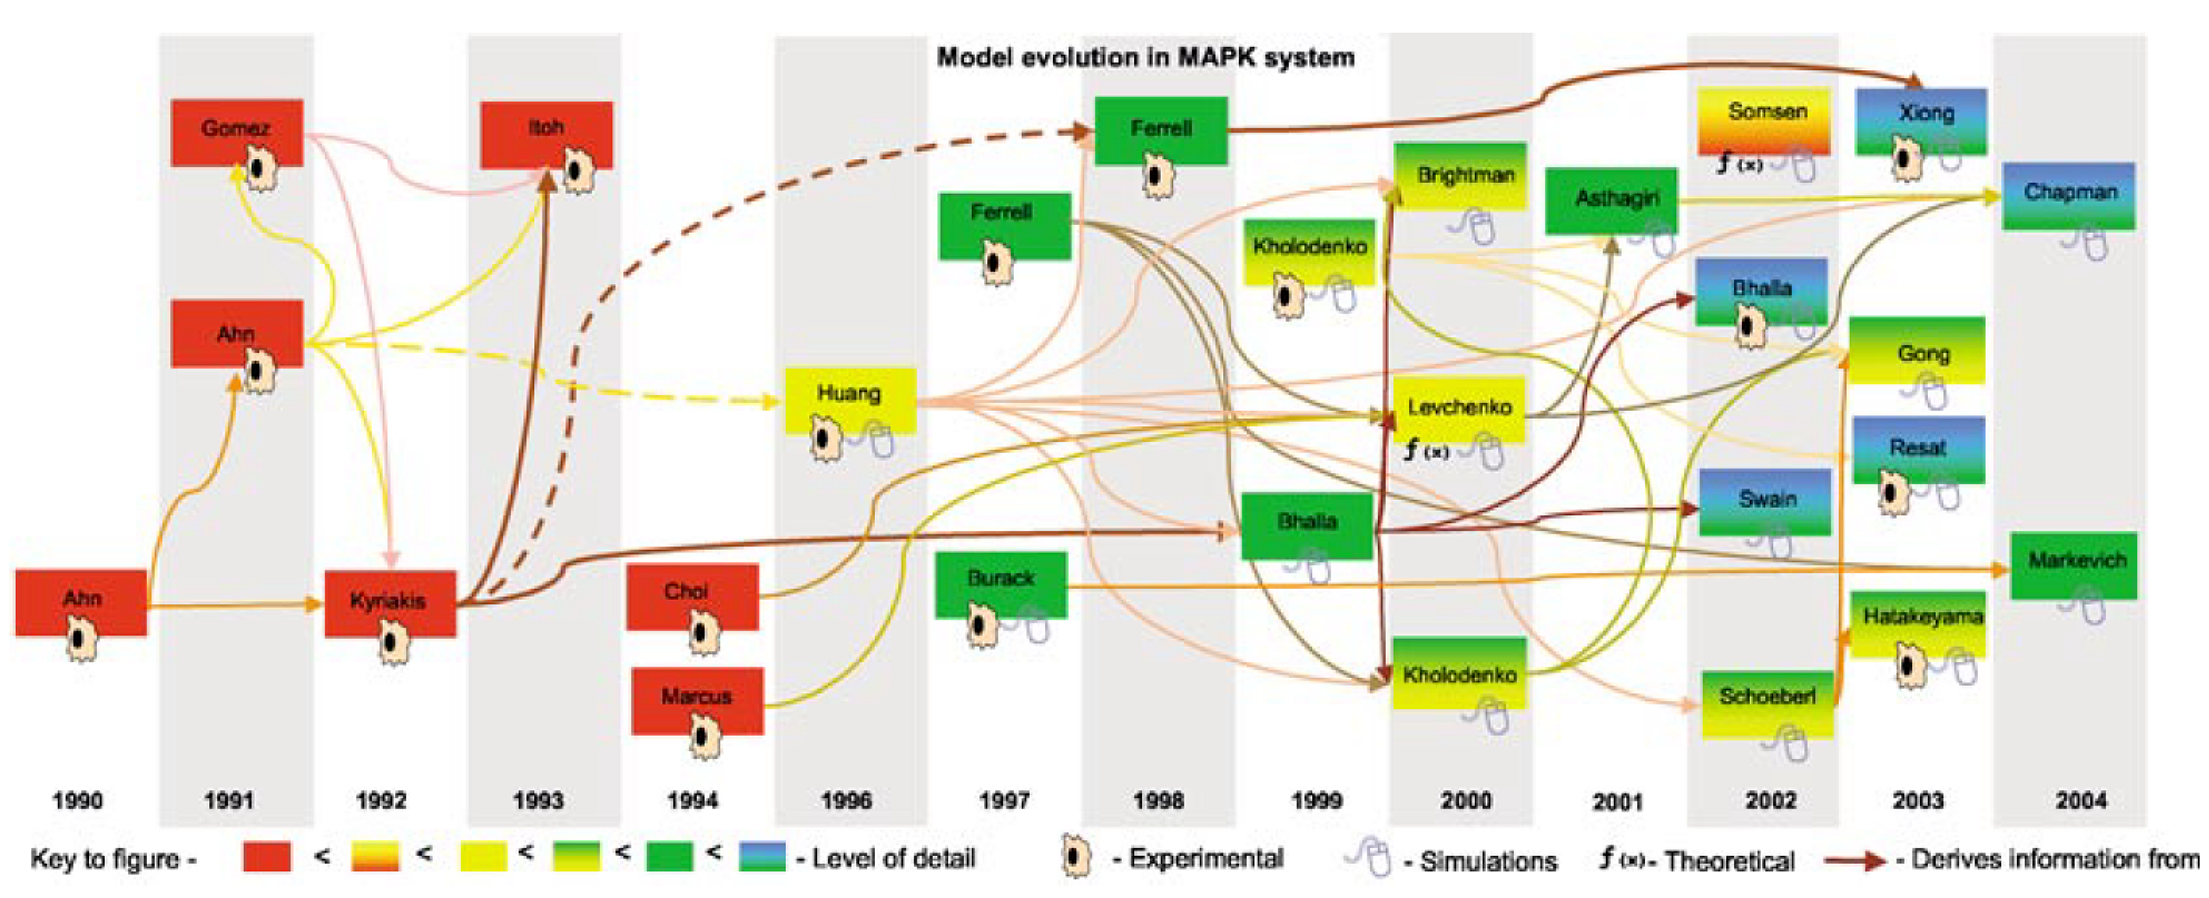 Model evolution in MAPK system
Gomez
Itoh
Ferrell
Somsen
Xiong
f (x)
Brightman
Asthagiri
Chapman
Ferrell
Kholodenko
Bhalla
Ahn
Gong
Huang
Levchenko
f (x)
Resat
Swain
Bhalla
Markevich
Burack
Choi
Ahn
Kyriakis
Hatakeyama
Kholodenko
Marcus
Schoeberl
1990 1991 1992 1993 1994 1996 1997 1998 1999 2000 2001 2002 2003 2004
Key to figure - < < < < < - Level of detail - Experimental - Simulations f (x) - Theoretical - Derives information from